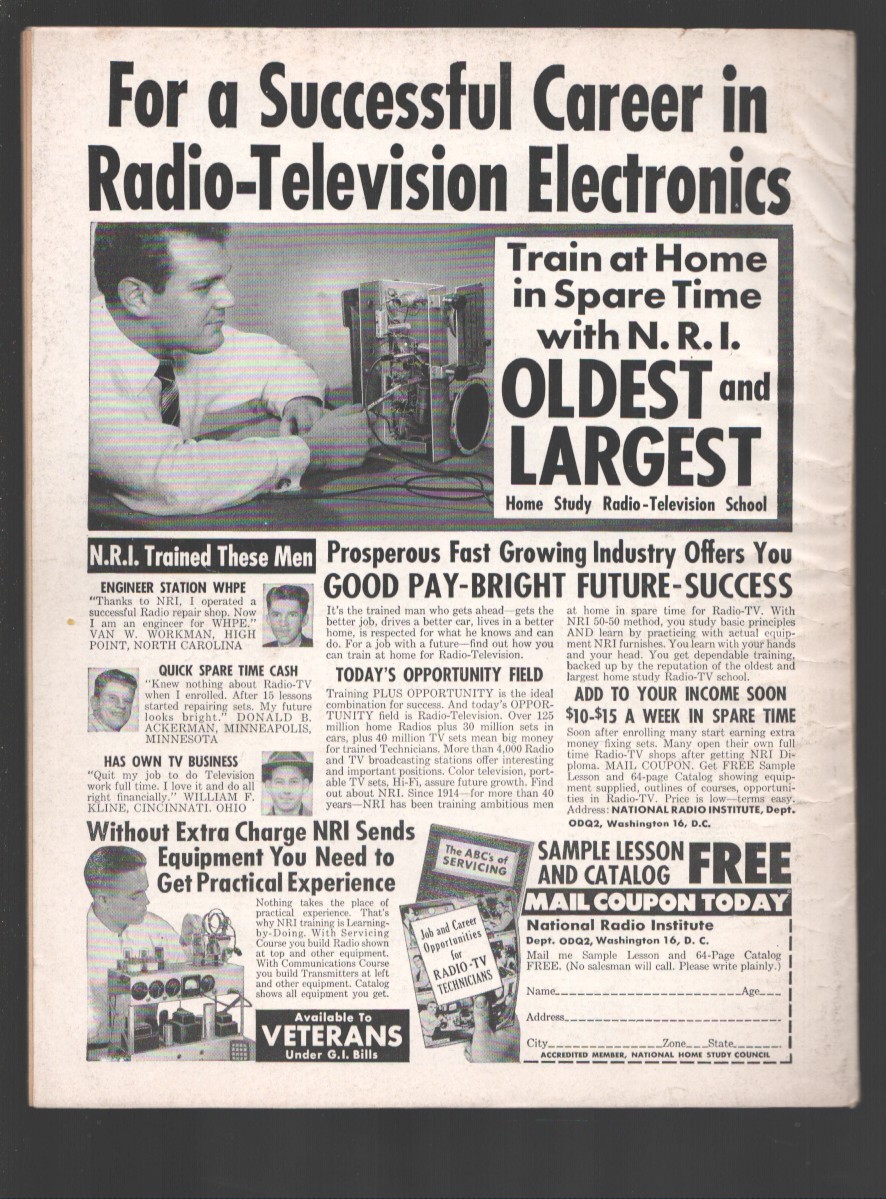 For a Successful Career in
Radio-Television Electronics
Train at Home
in Spare Time
with N. R. I.
OLDEST and
LARGEST
Home Study Radio-Television School
N.R.I. Trained These Men
ENGINEER STATION WHPE
"Thanks to NRI, I operated a
successful Radio repair shop. Now
I am an engineer for WHPE."
VAN W. WORKMAN, HIGH
POINT, NORTH CAROLINA
QUICK SPARE TIME CASH
"Knew nothing about Radio-TV
when I enrolled. After 15 lessons
started repairing sets. My future
looks bright." DONALD B.
ACKERMAN, MINNEAPOLIS,
MINNESOTA
HAS OWN TV BUSINESS
"Quit my job to do Television
work full time. I love it and do all
right financially." WILLIAM F.
KLINE, CINCINNATI, OHIO
Prosperous Fast Growing Industry Offers You
GOOD PAY-BRIGHT FUTURE-SUCCESS
It's the trained man who gets ahead—gets the
better job, drives a better car, lives in a better
home, is respected for what he knows and can
do. For a job with a future—find out how you
can train at home for Radio-Television.
TODAY'S OPPORTUNITY FIELD
Training PLUS OPPORTUNITY is the ideal
combination for success. And today's OPPOR-
TUNITY field is Radio-Television. Over 125
million home Radios plus 30 million sets in
cars, plus 40 million TV sets mean big money
for trained Technicians. More than 4,000 Radio
and TV broadcasting stations offer interesting
and important positions. Color television, port-
able TV sets, Hi-Fi, assure future growth. Find
out about NRI. Since 1914—for more than 40
years—NRI has been training ambitious men
at home in spare time for Radio-TV. With
NRI 50-50 method, you study basic principles
AND learn by practicing with actual equip-
ment NRI furnishes. You learn with your hands
and your head. You get dependable training,
backed up by the reputation of the oldest and
largest home study Radio-TV school.
ADD TO YOUR INCOME SOON
$10-$15 A WEEK IN SPARE TIME
Soon after enrolling many start earning extra
money fixing sets. Many open their own full
time Radio-TV shops after getting NRI Di-
ploma. MAIL COUPON. Get FREE Sample
Lesson and 64-page Catalog showing equip-
ment supplied, outlines of courses, opportuni-
ties in Radio-TV. Price is low—terms easy.
Address: NATIONAL RADIO INSTITUTE, Dept.
ODQ2, Washington 16, D.C.
Without Extra Charge NRI Sends
Equipment You Need to
Get Practical Experience
Nothing takes the place of
practical experience. That's
why NRI training is Learning-
by-Doing. With Servicing
Course you build Radio shown
at top and other equipment.
With Communications Course
you build Transmitters at left
and other equipment. Catalog
shows all equipment you get.
Available To
VETERANS
Under G.I. Bills
The ABC's of
SERVICING
Job and Career
Opportunities
for
RADIO-TV
TECHNICIANS
SAMPLE LESSON
AND CATALOG FREE
MAIL COUPON TODAY
National Radio Institute
Dept. ODQ2, Washington 16, D. C.
Mail me Sample Lesson and 64-Page Catalog
FREE. (No salesman will call. Please write plainly.)
Name Age
Address
City Zone State
ACCREDITED MEMBER, NATIONAL HOME STUDY COUNCIL